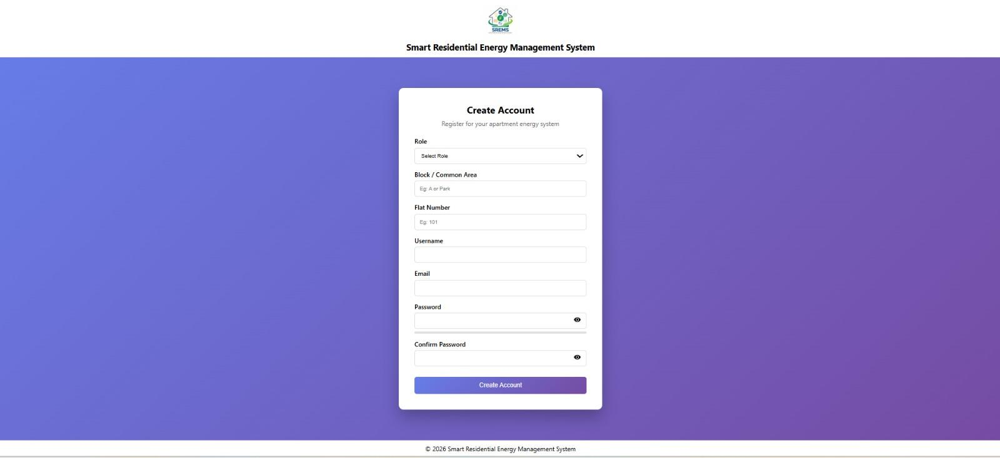 SREMS
Smart Residential Energy Management System
Create Account
Register for your apartment energy system
Role
Select Role
Block / Common Area
Eg: A or Park
Flat Number
Eg: 101
Username
Email
Password
Confirm Password
Create Account
© 2026 Smart Residential Energy Management System